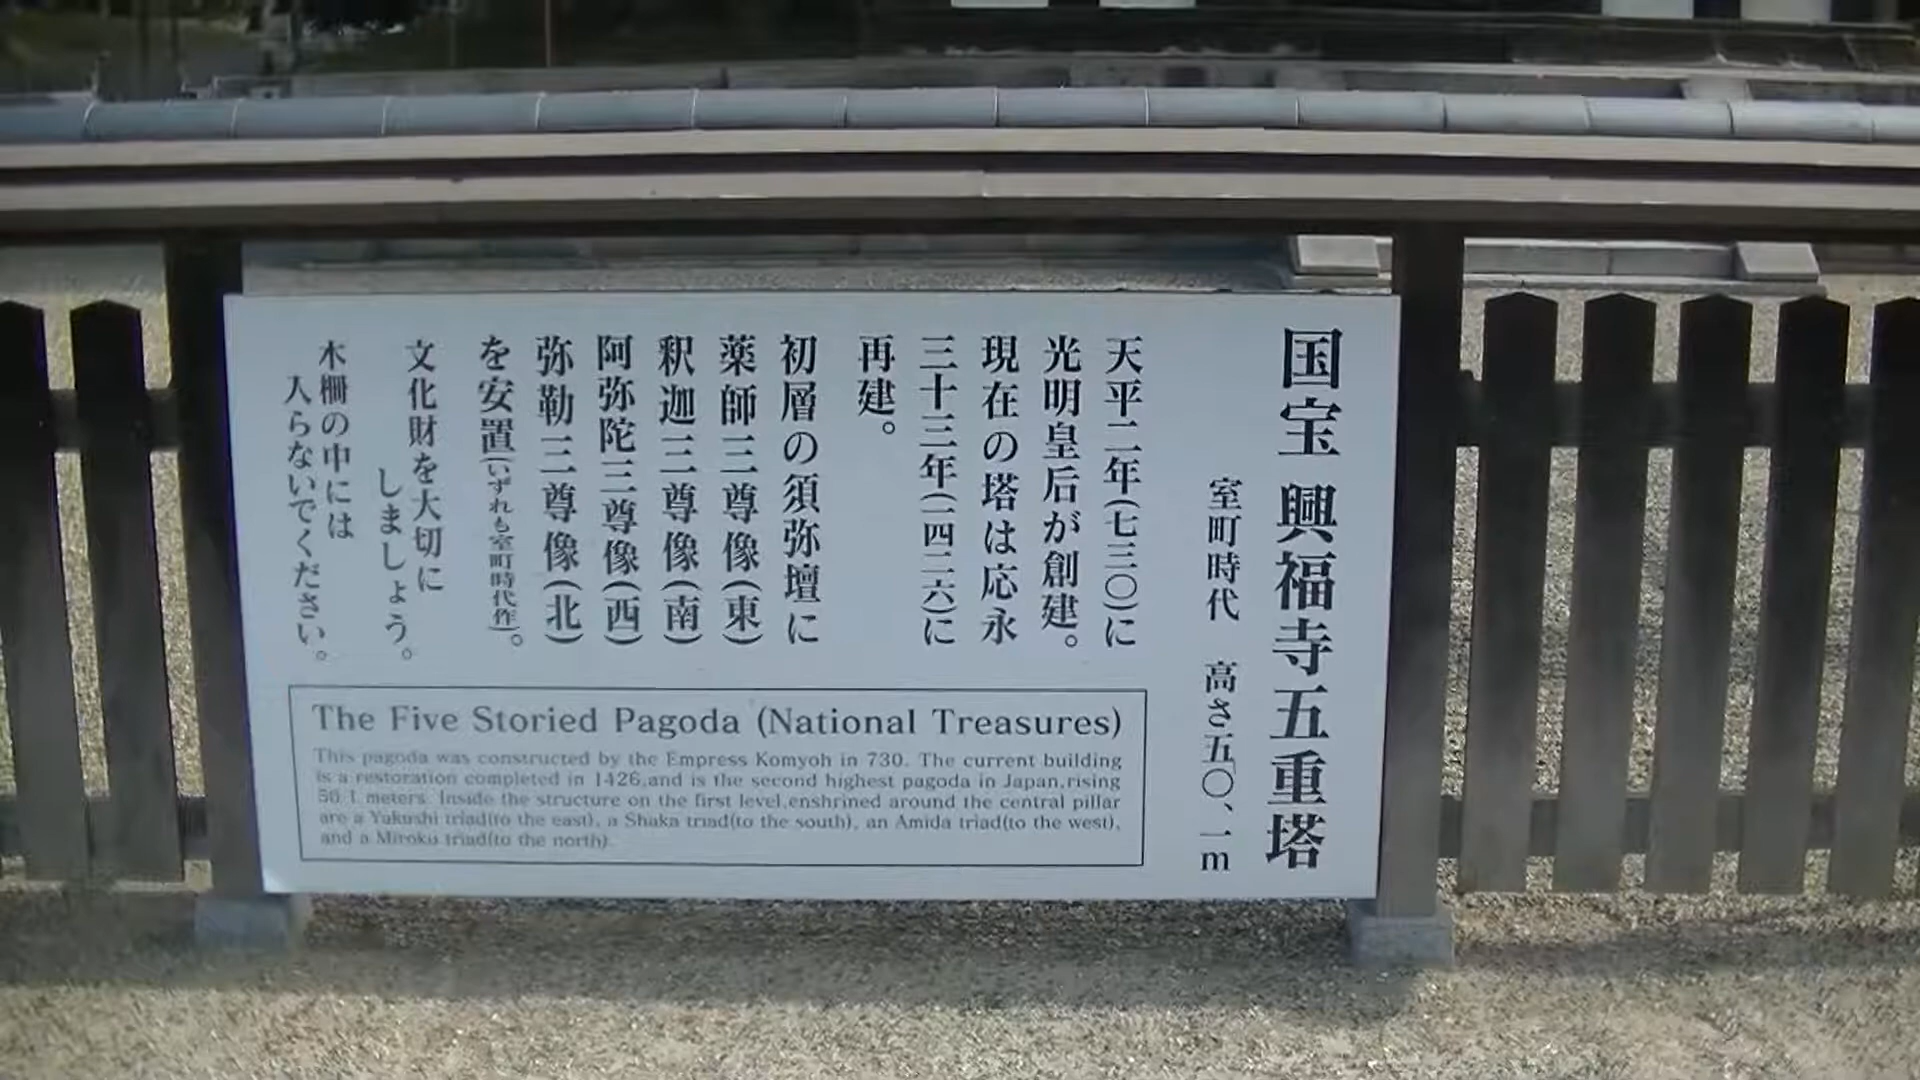 国宝 興福寺五重塔
室町時代 高さ五〇、一m
天平二年(七三〇)に
光明皇后が創建。
現在の塔は応永
三十三年(一四二六)に
再建。
初層の須弥壇に
薬師三尊像(東)
釈迦三尊像(南)
阿弥陀三尊像(西)
弥勒三尊像(北)
を安置(いずれも室町時代作)。
文化財を大切に
しましょう。
木柵の中には
入らないでください。
The Five Storied Pagoda (National Treasures)
This pagoda was constructed by the Empress Komyoh in 730. The current building
is a restoration completed in 1426,and is the second highest pagoda in Japan,rising
50.1 meters. Inside the structure on the first level,enshrined around the central pillar
are a Yakushi triad(to the east), a Shaka triad(to the south), an Amida triad(to the west),
and a Miroku triad(to the north).